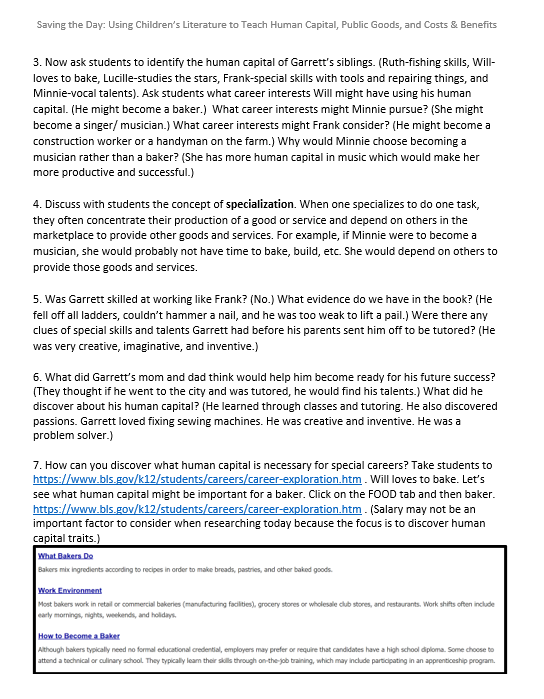 Saving the Day: Using Children's Literature to Teach Human Capital, Public Goods, and Costs & Benefits
3. Now ask students to identify the human capital of Garrett's siblings. (Ruth-fishing skills, Will-
loves to bake, Lucille-studies the stars, Frank-special skills with tools and repairing things, and
Minnie-vocal talents). Ask students what career interests Will might have using his human
capital. (He might become a baker.)  What career interests might Minnie pursue? (She might
become a singer/ musician.) What career interests might Frank consider? (He might become a
construction worker or a handyman on the farm.) Why would Minnie choose becoming a
musician rather than a baker? (She has more human capital in music which would make her
more productive and successful.)
4. Discuss with students the concept of specialization. When one specializes to do one task,
they often concentrate their production of a good or service and depend on others in the
marketplace to provide other goods and services. For example, if Minnie were to become a
musician, she would probably not have time to bake, build, etc. She would depend on others to
provide those goods and services.
5. Was Garrett skilled at working like Frank? (No.) What evidence do we have in the book? (He
fell off all ladders, couldn't hammer a nail, and he was too weak to lift a pail.) Were there any
clues of special skills and talents Garrett had before his parents sent him off to be tutored? (He
was very creative, imaginative, and inventive.)
6. What did Garrett's mom and dad think would help him become ready for his future success?
(They thought if he went to the city and was tutored, he would find his talents.) What did he
discover about his human capital? (He learned through classes and tutoring. He also discovered
passions. Garrett loved fixing sewing machines. He was creative and inventive. He was a
problem solver.)
7. How can you discover what human capital is necessary for special careers? Take students to
https://www.bls.gov/k12/students/careers/career-exploration.htm . Will loves to bake. Let's
see what human capital might be important for a baker. Click on the FOOD tab and then baker.
https://www.bls.gov/k12/students/careers/career-exploration.htm . (Salary may not be an
important factor to consider when researching today because the focus is to discover human
capital traits.)
What Bakers Do
Bakers mix ingredients according to recipes in order to make breads, pastries, and other baked goods.
Work Environment
Most bakers work in retail or commercial bakeries (manufacturing facilities), grocery stores or wholesale club stores, and restaurants. Work shifts often include
early mornings, nights, weekends, and holidays.
How to Become a Baker
Although bakers typically need no formal educational credential, employers may prefer or require that candidates have a high school diploma. Some choose to
attend a technical or culinary school. They typically learn their skills through on-the-job training, which may include participating in an apprenticeship program.